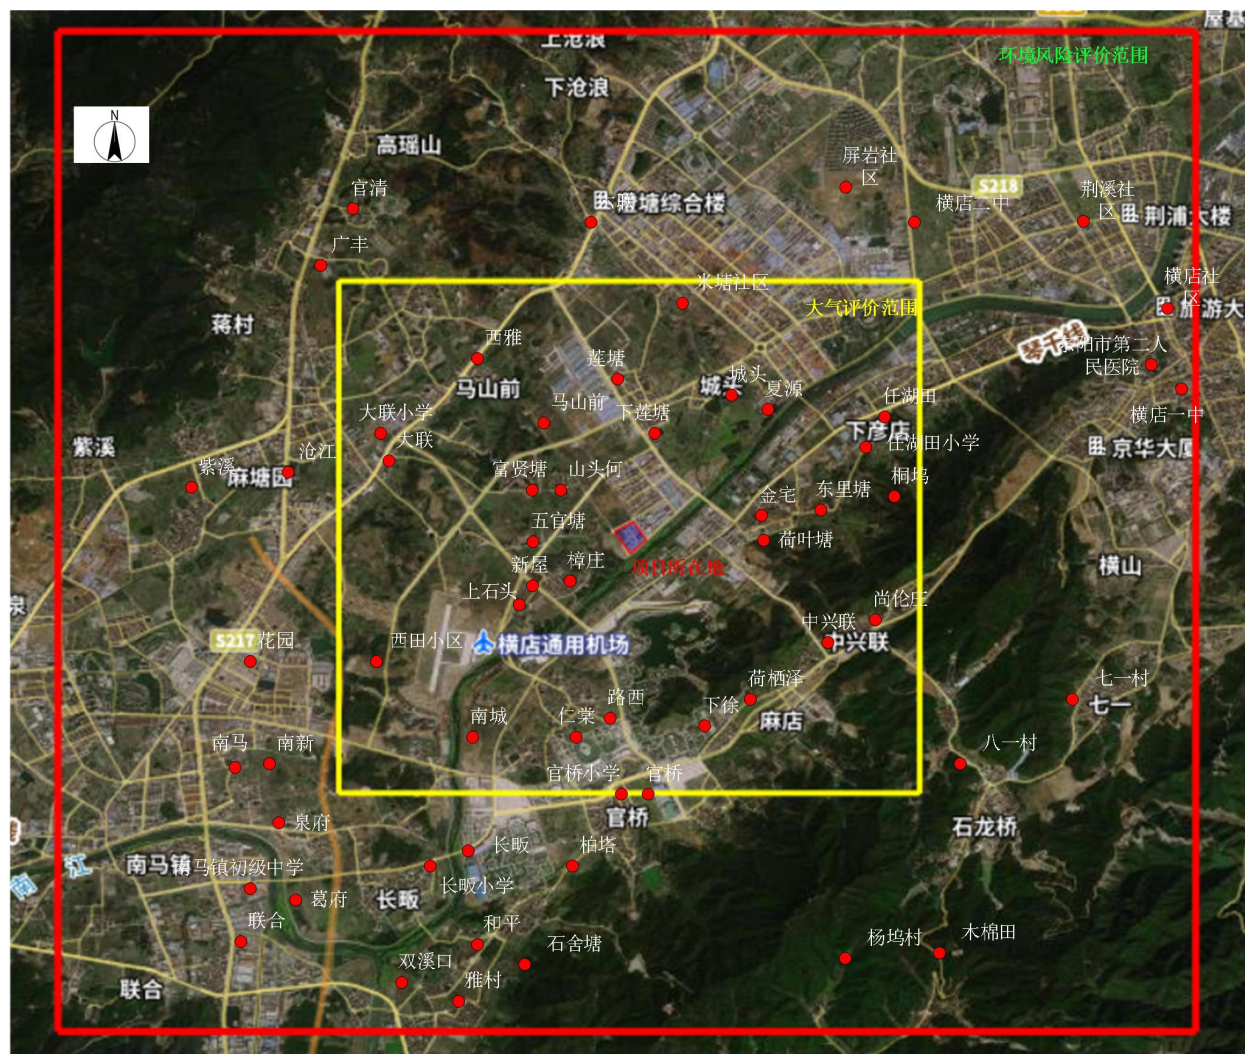 上沧浪
环境风险评价范围
下沧浪
N
高瑶山
屏岩社
区
S218
官清
荆溪社
区
澄塘综合楼
横店二中
荆浦大楼
广丰
米塘社区
横店社
区
旅游大
大气评价范围
蒋村
西雅
莲塘
马山前
城头
城头
夏源
市第二人
民医院
马山前
下莲塘
任湖田
横店一中
大联小学
大联
下彦店
任湖田小学
京华大厦
紫溪
沧江
紫溪
麻塘园
富贤塘
山头何
桐坞
金宅
东里塘
五官塘
荷叶塘
新屋
樟庄
项目所在地
横山
上石头
泉
尚伦庄
S217
花园
西田小区
横店通用机场
中兴联
中兴联
路西
荷栖泽
七一村
七一
南城
仁棠
下徐
麻店
南马
南新
八一村
官桥小学
官桥
官桥
石龙桥
泉府
长畈
柏塔
南江
南马镇
南马镇初级中学
长畈小学
葛府
长畈
联合
和平
石舍塘
杨坞村
木棉田
双溪口
雅村
联合